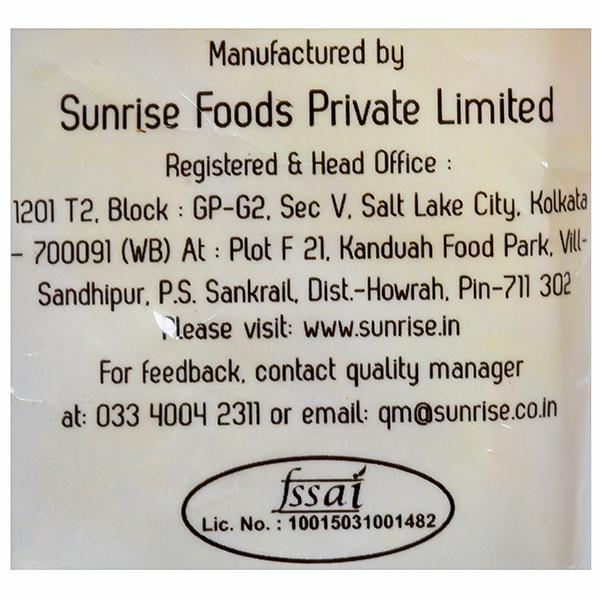 Manufactured by
Sunrise Foods Private Limited
Registered & Head Office :
1201 T2, Block : GP-G2, Sec V, Salt Lake City, Kolkata
- 700091 (WB) At : Plot F 21, Kanduah Food Park, Vill-
Sandhipur, P.S. Sankrail, Dist.-Howrah, Pin-711 302
Please visit: www.sunrise.in
For feedback, contact quality manager
at: 033 4004 2311 or email: qm@sunrise.co.in
fssai
Lic. No. : 10015031001482